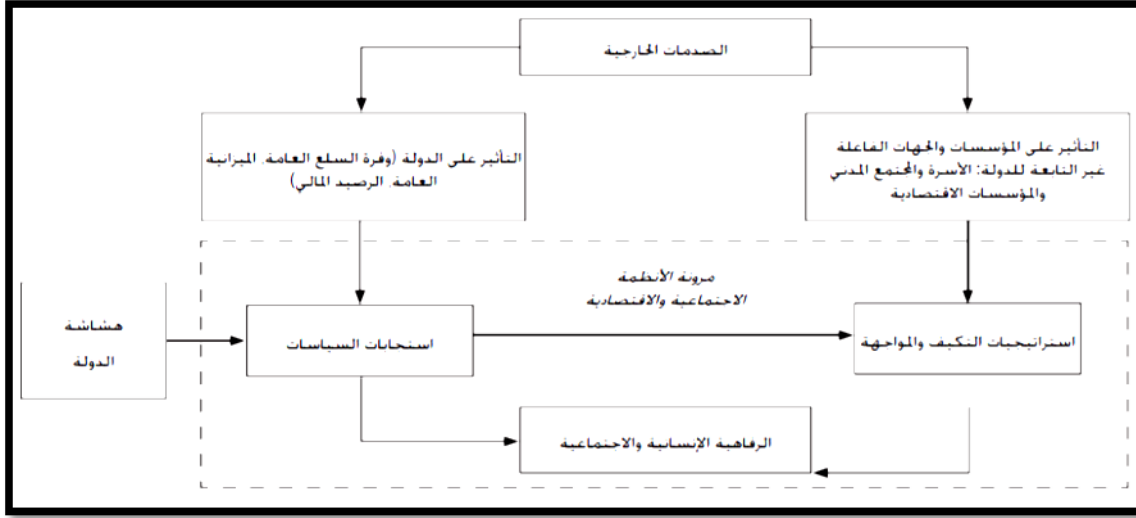 الصدمات الخارجية
التأثير على المؤسسات والجهات الفاعلة
غير التابعة للدولة: الأسرة والمجتمع المدني
والمؤسسات الاقتصادية
التأثير على الدولة (وفرة السلع العامة، الميزانية
العامة، الرصيد المالي)
مرونة الأنظمة
الاجتماعية والاقتصادية
استراتيجيات التكيف والمواجهة
استجابات السياسات
هشاشة
الدولة
الرفاهية الإنسانية والاجتماعية